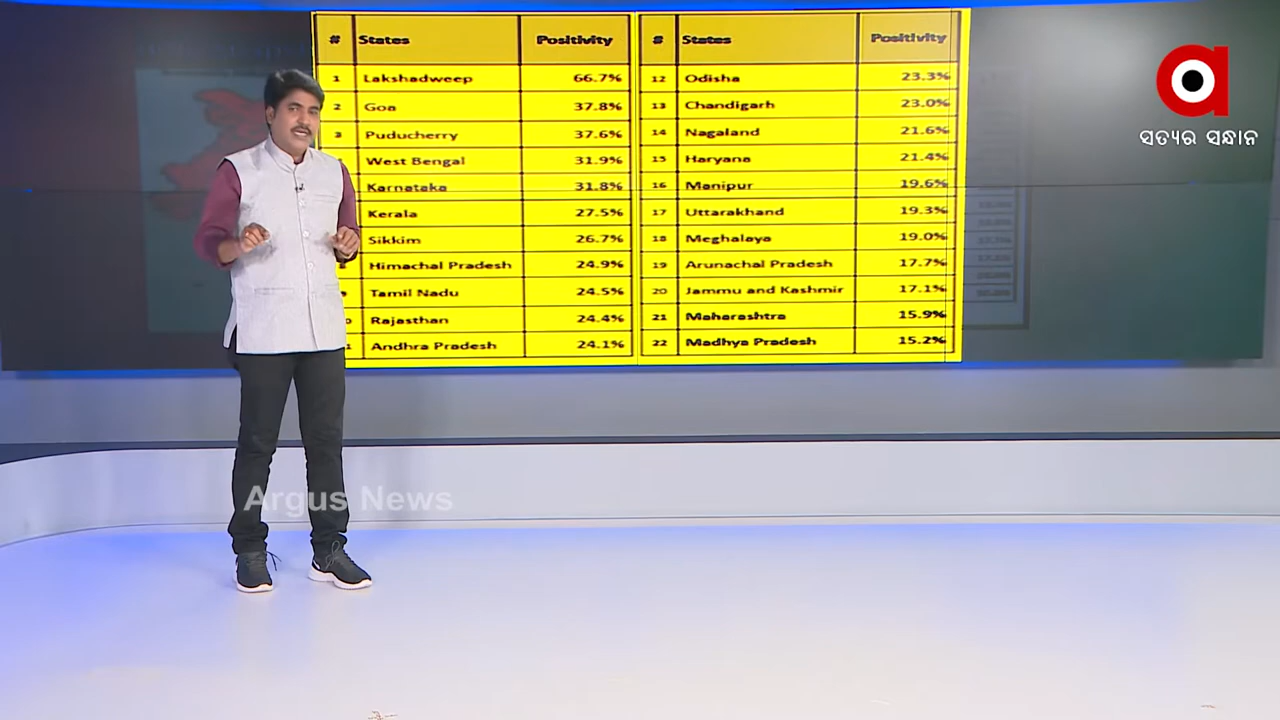 # States Positivity
1 Lakshadweep 66.7%
2 Goa 37.8%
3 Puducherry 37.6%
West Bengal 31.9%
Karnataka 31.8%
Kerala 27.5%
Sikkim 26.7%
Himachal Pradesh 24.9%
Tamil Nadu 24.5%
Rajasthan 24.4%
Andhra Pradesh 24.1%
# States Positivity
12 Odisha 23.3%
13 Chandigarh 23.0%
14 Nagaland 21.6%
15 Haryana 21.4%
16 Manipur 19.6%
17 Uttarakhand 19.3%
18 Meghalaya 19.0%
19 Arunachal Pradesh 17.7%
20 Jammu and Kashmir 17.1%
21 Maharashtra 15.9%
22 Madhya Pradesh 15.2%
a
ସତ୍ୟର ସନ୍ଧାନ
Argus News